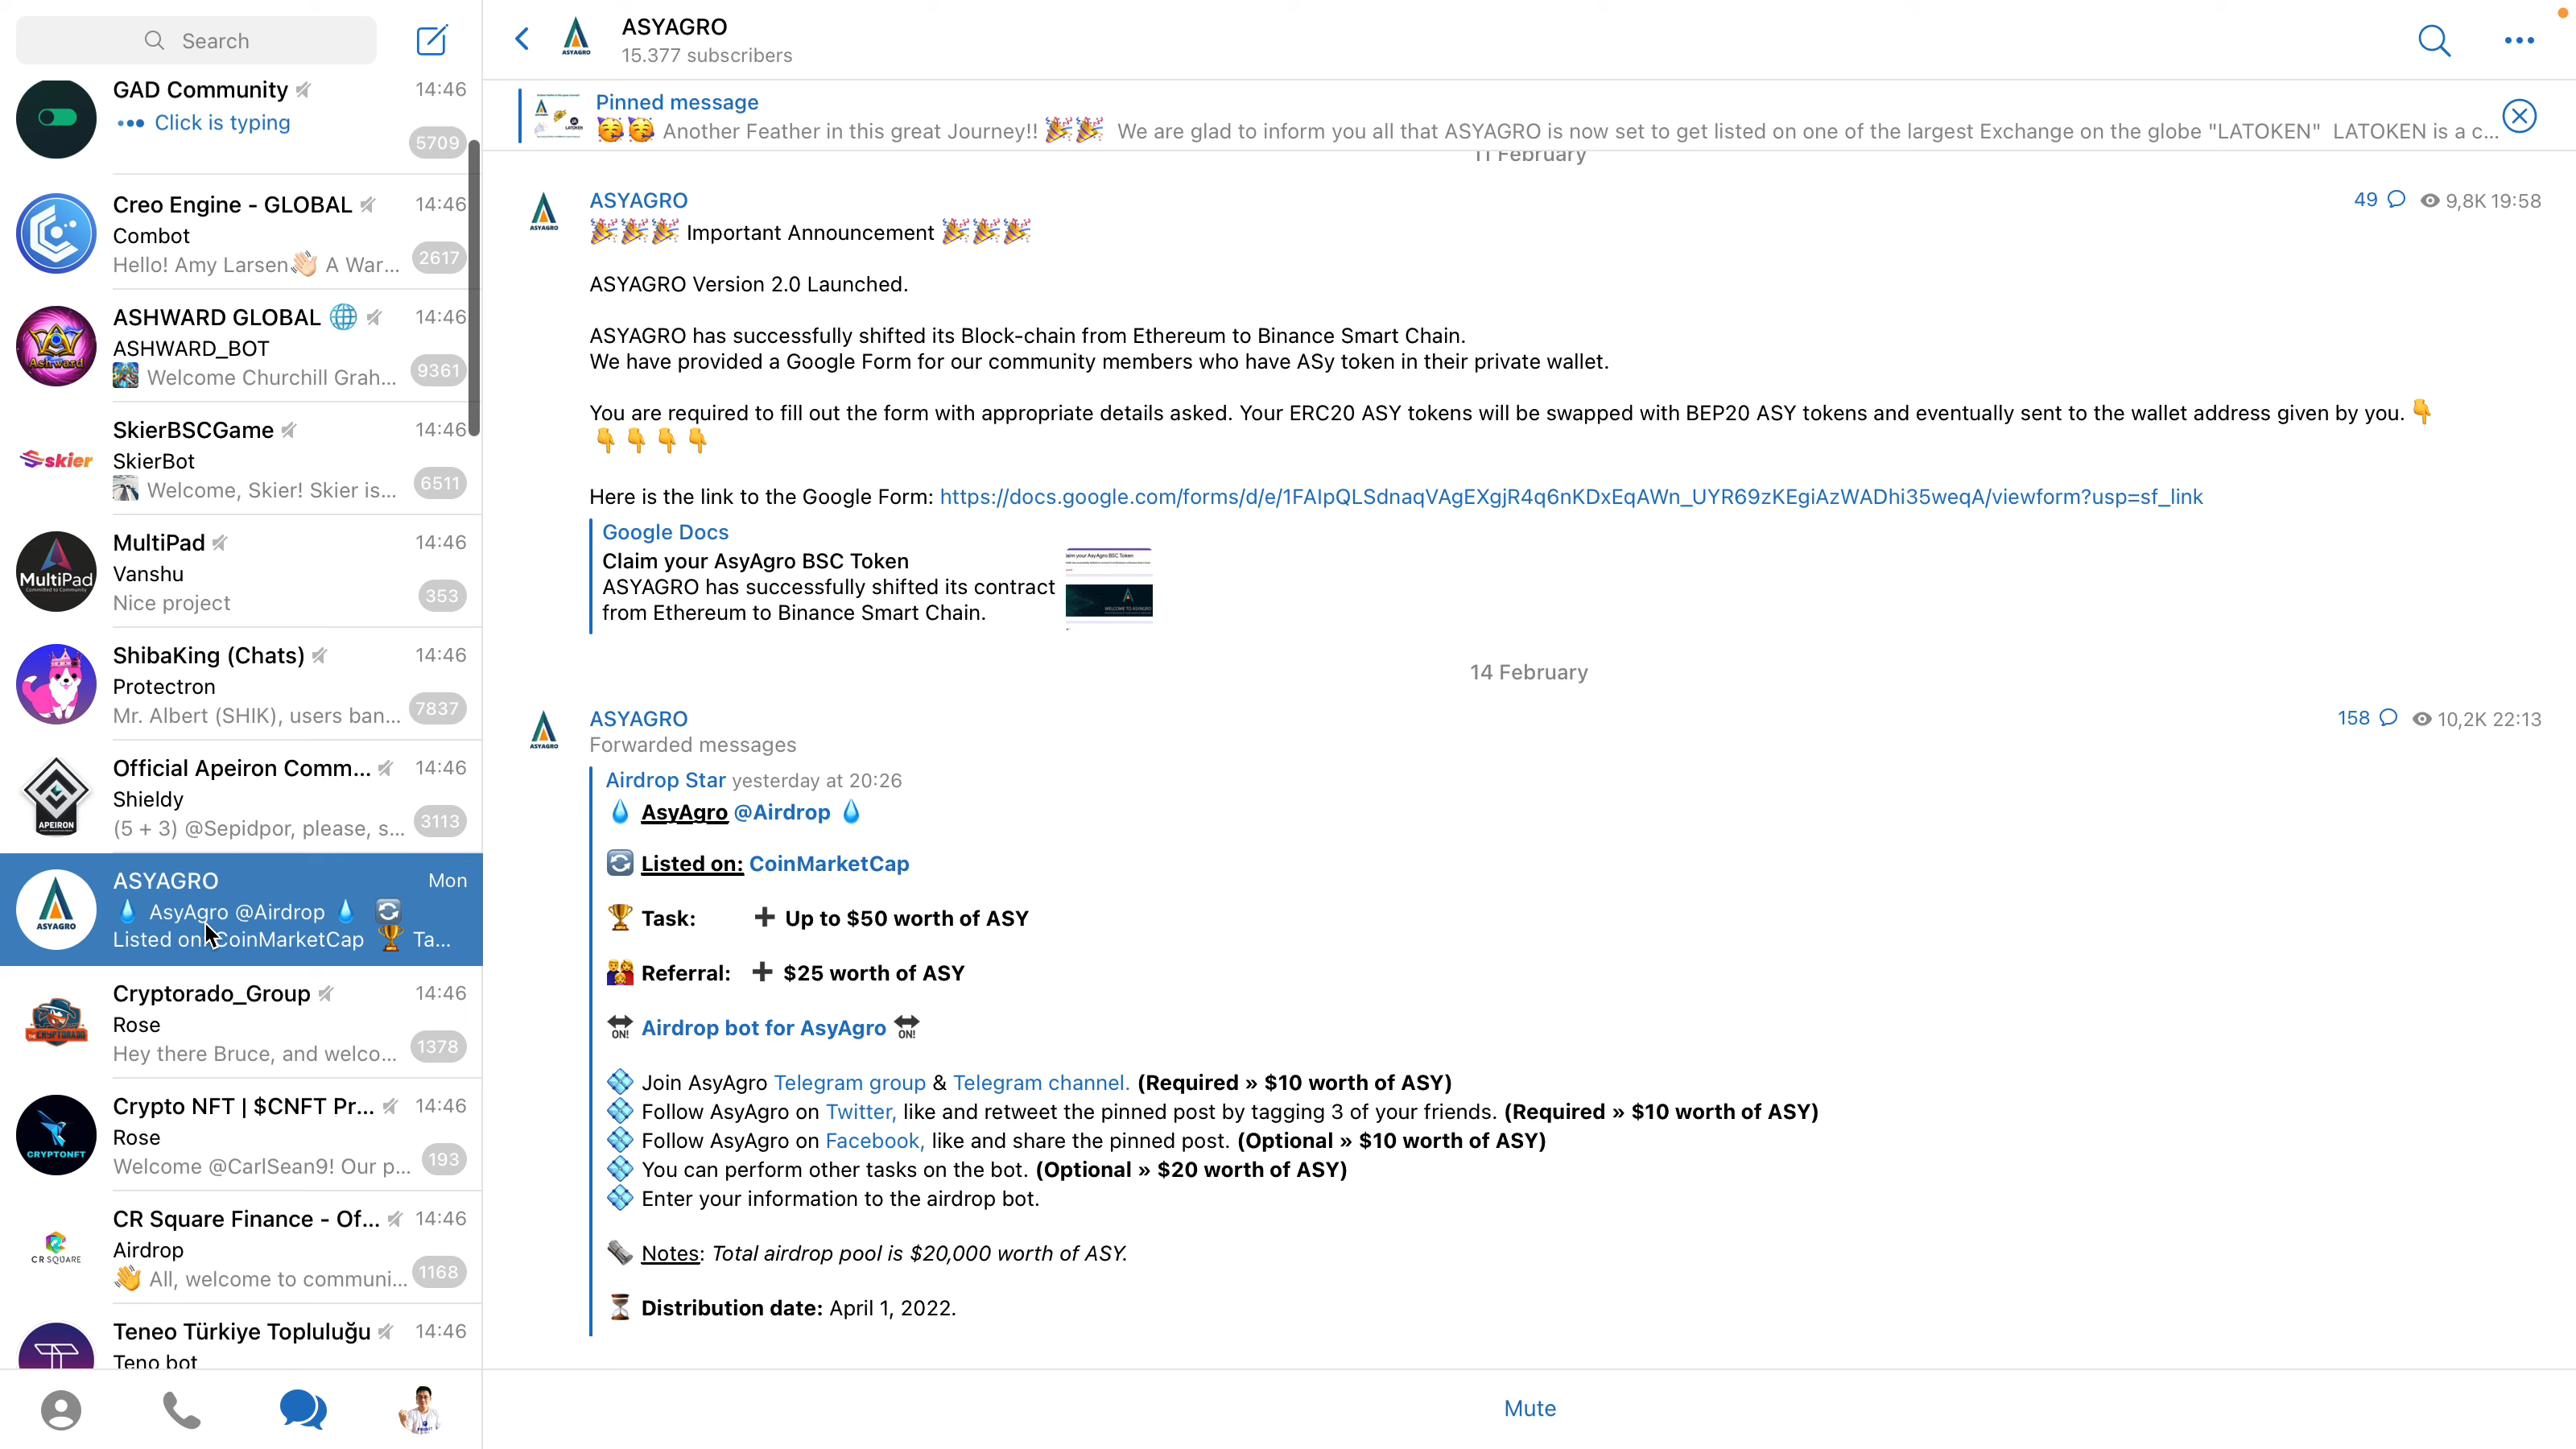 Search
GAD Community 14:46
Click is typing
5709
Creo Engine - GLOBAL 14:46
Combot
Hello! Amy Larsen👋🏻 A War... 2617
ASHWARD GLOBAL 🌐 14:46
ASHWARD_BOT
Welcome Churchill Grah... 9361
Ashward
SkierBSCGame 14:46
SkierBot
Welcome, Skier! Skier is... 6511
skier
MultiPad 14:46
Vanshu
Nice project 353
MultiPad
ShibaKing (Chats) 14:46
Protectron
Mr. Albert (SHIK), users ban... 7837
Official Apeiron Comm... 14:46
Shieldy
(5 + 3) @Sepidpor, please, s... 3113
APEIRON
ASYAGRO Mon
💧 AsyAgro @Airdrop 💧 🔄
Listed on: CoinMarketCap 🏆 Ta...
ASYAGRO
Cryptorado_Group 14:46
Rose
Hey there Bruce, and welco... 1378
Crypto NFT | $CNFT Pr... 14:46
Rose
Welcome @CarlSean9! Our p... 193
CRYPTONFT
CR Square Finance - Of... 14:46
Airdrop
👋 All, welcome to communi... 1168
CR SQUARE
Teneo Türkiye Topluluğu 14:46
Teno bot
ASYAGRO
ASYAGRO
15.377 subscribers
Pinned message
🥳🥳 Another Feather in this great Journey!! 🎉🎉 We are glad to inform you all that ASYAGRO is now set to get listed on one of the largest Exchange on the globe "LATOKEN" LATOKEN is a c...
11 February
ASYAGRO
ASYAGRO 49 9,8K 19:58
🎉🎉🎉 Important Announcement 🎉🎉🎉
ASYAGRO Version 2.0 Launched.
ASYAGRO has successfully shifted its Block-chain from Ethereum to Binance Smart Chain.
We have provided a Google Form for our community members who have ASy token in their private wallet.
You are required to fill out the form with appropriate details asked. Your ERC20 ASY tokens will be swapped with BEP20 ASY tokens and eventually sent to the wallet address given by you. 👇
👇 👇 👇 👇
Here is the link to the Google Form: https://docs.google.com/forms/d/e/1FAIpQLSdnaqVAgEXgjR4q6nKDxEqAWn_UYR69zKEgiAzWADhi35weqA/viewform?usp=sf_link
Google Docs
Claim your AsyAgro BSC Token
ASYAGRO has successfully shifted its contract
from Ethereum to Binance Smart Chain.
14 February
ASYAGRO
ASYAGRO 158 10,2K 22:13
Forwarded messages
Airdrop Star yesterday at 20:26
💧 AsyAgro @Airdrop 💧
🔄 Listed on: CoinMarketCap
🏆 Task: ➕ Up to $50 worth of ASY
👫 Referral: ➕ $25 worth of ASY
🔛 Airdrop bot for AsyAgro 🔛
💠 Join AsyAgro Telegram group & Telegram channel. (Required » $10 worth of ASY)
💠 Follow AsyAgro on Twitter, like and retweet the pinned post by tagging 3 of your friends. (Required » $10 worth of ASY)
💠 Follow AsyAgro on Facebook, like and share the pinned post. (Optional » $10 worth of ASY)
💠 You can perform other tasks on the bot. (Optional » $20 worth of ASY)
💠 Enter your information to the airdrop bot.
🗞 Notes: Total airdrop pool is $20,000 worth of ASY.
⏳ Distribution date: April 1, 2022.
Mute